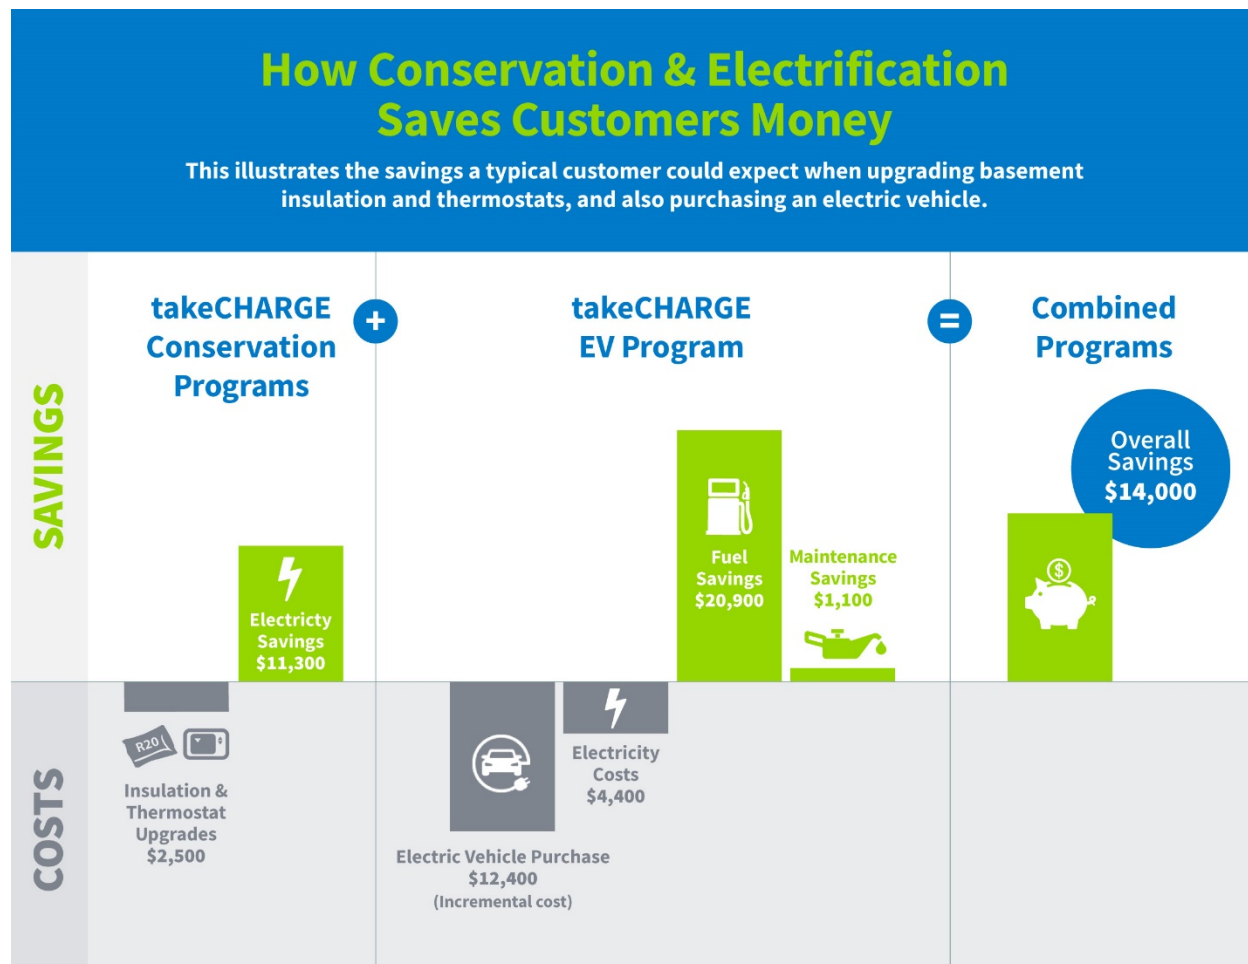 How Conservation & Electrification
Saves Customers Money
This illustrates the savings a typical customer could expect when upgrading basement
insulation and thermostats, and also purchasing an electric vehicle.
SAVINGS
takeCHARGE
Conservation
Programs
+
takeCHARGE
EV Program
=
Combined
Programs
Overall
Savings
$14,000
Electricty
Savings
$11,300
Fuel
Savings
$20,900
Maintenance
Savings
$1,100
$
COSTS
R20
Insulation &
Thermostat
Upgrades
$2,500
Electric Vehicle Purchase
$12,400
(Incremental cost)
Electricity
Costs
$4,400